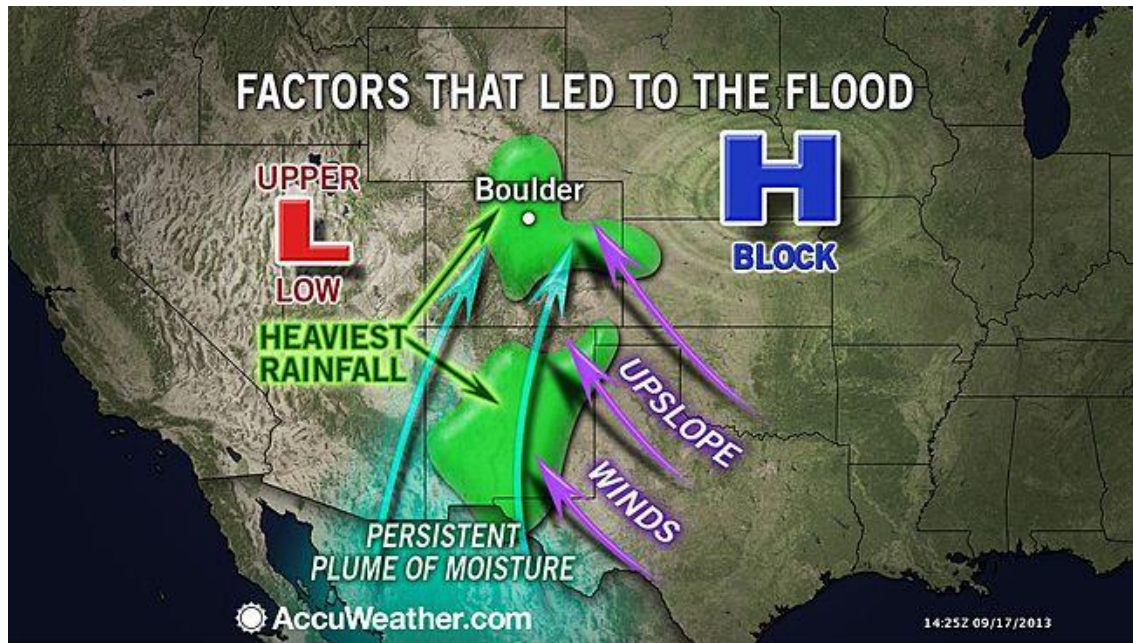 FACTORS THAT LED TO THE FLOOD
UPPER
L
LOW
Boulder
H
BLOCK
HEAVIEST
RAINFALL
UPSLOPE
WINDS
PERSISTENT
PLUME OF MOISTURE
AccuWeather.com
14:25Z 09/17/2013